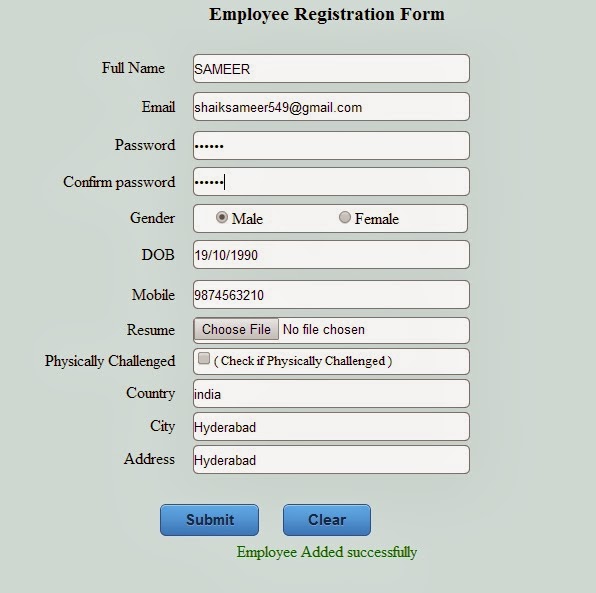 Employee Registration Form
Full Name SAMEER
Email shaiksameer549@gmail.com
Password ••••••
Confirm password ••••••
Gender Male Female
DOB 19/10/1990
Mobile 9874563210
Resume Choose File No file chosen
Physically Challenged ( Check if Physically Challenged )
Country india
City Hyderabad
Address Hyderabad
Submit Clear
Employee Added successfully